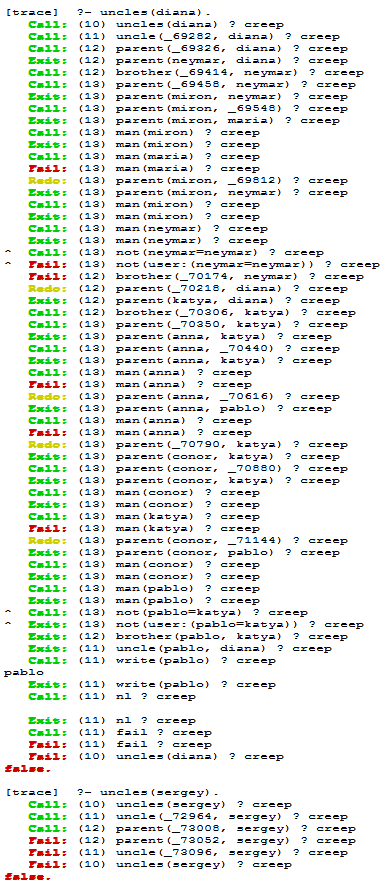 [trace]  ?- uncles(diana).
   Call: (10) uncles(diana) ? creep
   Call: (11) uncle(_69282, diana) ? creep
   Call: (12) parent(_69326, diana) ? creep
   Exit: (12) parent(neymar, diana) ? creep
   Call: (12) brother(_69414, neymar) ? creep
   Call: (13) parent(_69458, neymar) ? creep
   Exit: (13) parent(miron, neymar) ? creep
   Call: (13) parent(miron, _69548) ? creep
   Exit: (13) parent(miron, maria) ? creep
   Call: (13) man(miron) ? creep
   Exit: (13) man(miron) ? creep
   Call: (13) man(maria) ? creep
   Fail: (13) man(maria) ? creep
   Redo: (13) parent(miron, _69812) ? creep
   Exit: (13) parent(miron, neymar) ? creep
   Call: (13) man(miron) ? creep
   Exit: (13) man(miron) ? creep
   Call: (13) man(neymar) ? creep
   Exit: (13) man(neymar) ? creep
^  Call: (13) not(neymar=neymar) ? creep
^  Fail: (13) not(user:(neymar=neymar)) ? creep
   Fail: (12) brother(_70174, neymar) ? creep
   Redo: (12) parent(_70218, diana) ? creep
   Exit: (12) parent(katya, diana) ? creep
   Call: (12) brother(_70306, katya) ? creep
   Call: (13) parent(_70350, katya) ? creep
   Exit: (13) parent(anna, katya) ? creep
   Call: (13) parent(anna, _70440) ? creep
   Exit: (13) parent(anna, katya) ? creep
   Call: (13) man(anna) ? creep
   Fail: (13) man(anna) ? creep
   Redo: (13) parent(anna, _70616) ? creep
   Exit: (13) parent(anna, pablo) ? creep
   Call: (13) man(anna) ? creep
   Fail: (13) man(anna) ? creep
   Redo: (13) parent(_70790, katya) ? creep
   Exit: (13) parent(conor, katya) ? creep
   Call: (13) parent(conor, _70880) ? creep
   Exit: (13) parent(conor, katya) ? creep
   Call: (13) man(conor) ? creep
   Exit: (13) man(conor) ? creep
   Call: (13) man(katya) ? creep
   Fail: (13) man(katya) ? creep
   Redo: (13) parent(conor, _71144) ? creep
   Exit: (13) parent(conor, pablo) ? creep
   Call: (13) man(conor) ? creep
   Exit: (13) man(conor) ? creep
   Call: (13) man(pablo) ? creep
   Exit: (13) man(pablo) ? creep
^  Call: (13) not(pablo=katya) ? creep
^  Exit: (13) not(user:(pablo=katya)) ? creep
   Exit: (12) brother(pablo, katya) ? creep
   Exit: (11) uncle(pablo, diana) ? creep
   Call: (11) write(pablo) ? creep
pablo
   Exit: (11) write(pablo) ? creep
   Call: (11) nl ? creep
   Exit: (11) nl ? creep
   Call: (11) fail ? creep
   Fail: (11) fail ? creep
   Fail: (10) uncles(diana) ? creep
false.
[trace]  ?- uncles(sergey).
   Call: (10) uncles(sergey) ? creep
   Call: (11) uncle(_72964, sergey) ? creep
   Call: (12) parent(_73008, sergey) ? creep
   Fail: (12) parent(_73052, sergey) ? creep
   Fail: (11) uncle(_73096, sergey) ? creep
   Fail: (10) uncles(sergey) ? creep
false.